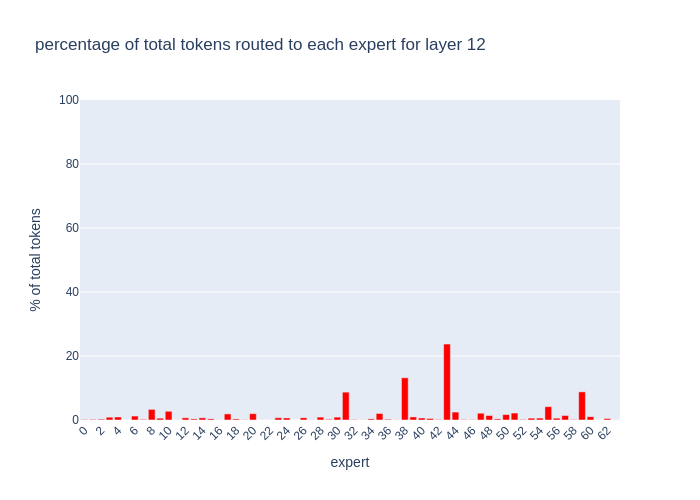 percentage of total tokens routed to each expert for layer 12
100
80
60
40
20
0
% of total tokens
0 2 4 6 8 10 12 14 16 18 20 22 24 26 28 30 32 34 36 38 40 42 44 46 48 50 52 54 56 58 60 62
expert